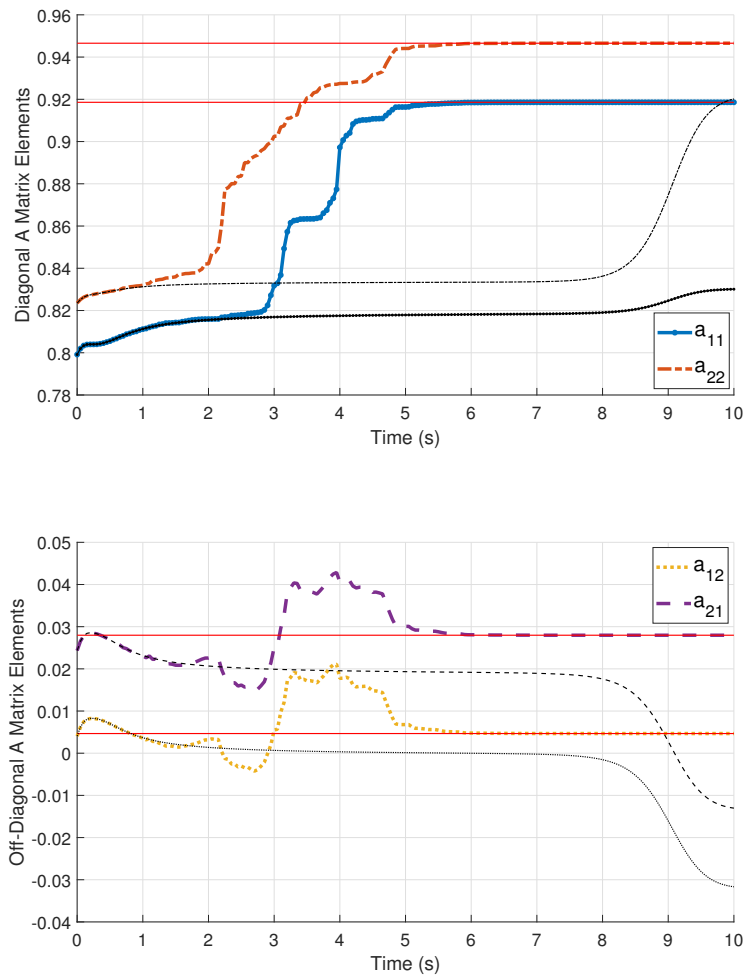 0.96
0.94
0.92
0.9
0.88
0.86
0.84
0.82
0.8
0.78
Diagonal A Matrix Elements
a11
a22
0 1 2 3 4 5 6 7 8 9 10
Time (s)
0.05
0.04
0.03
0.02
0.01
0
-0.01
-0.02
-0.03
-0.04
Off-Diagonal A Matrix Elements
a12
a21
0 1 2 3 4 5 6 7 8 9 10
Time (s)